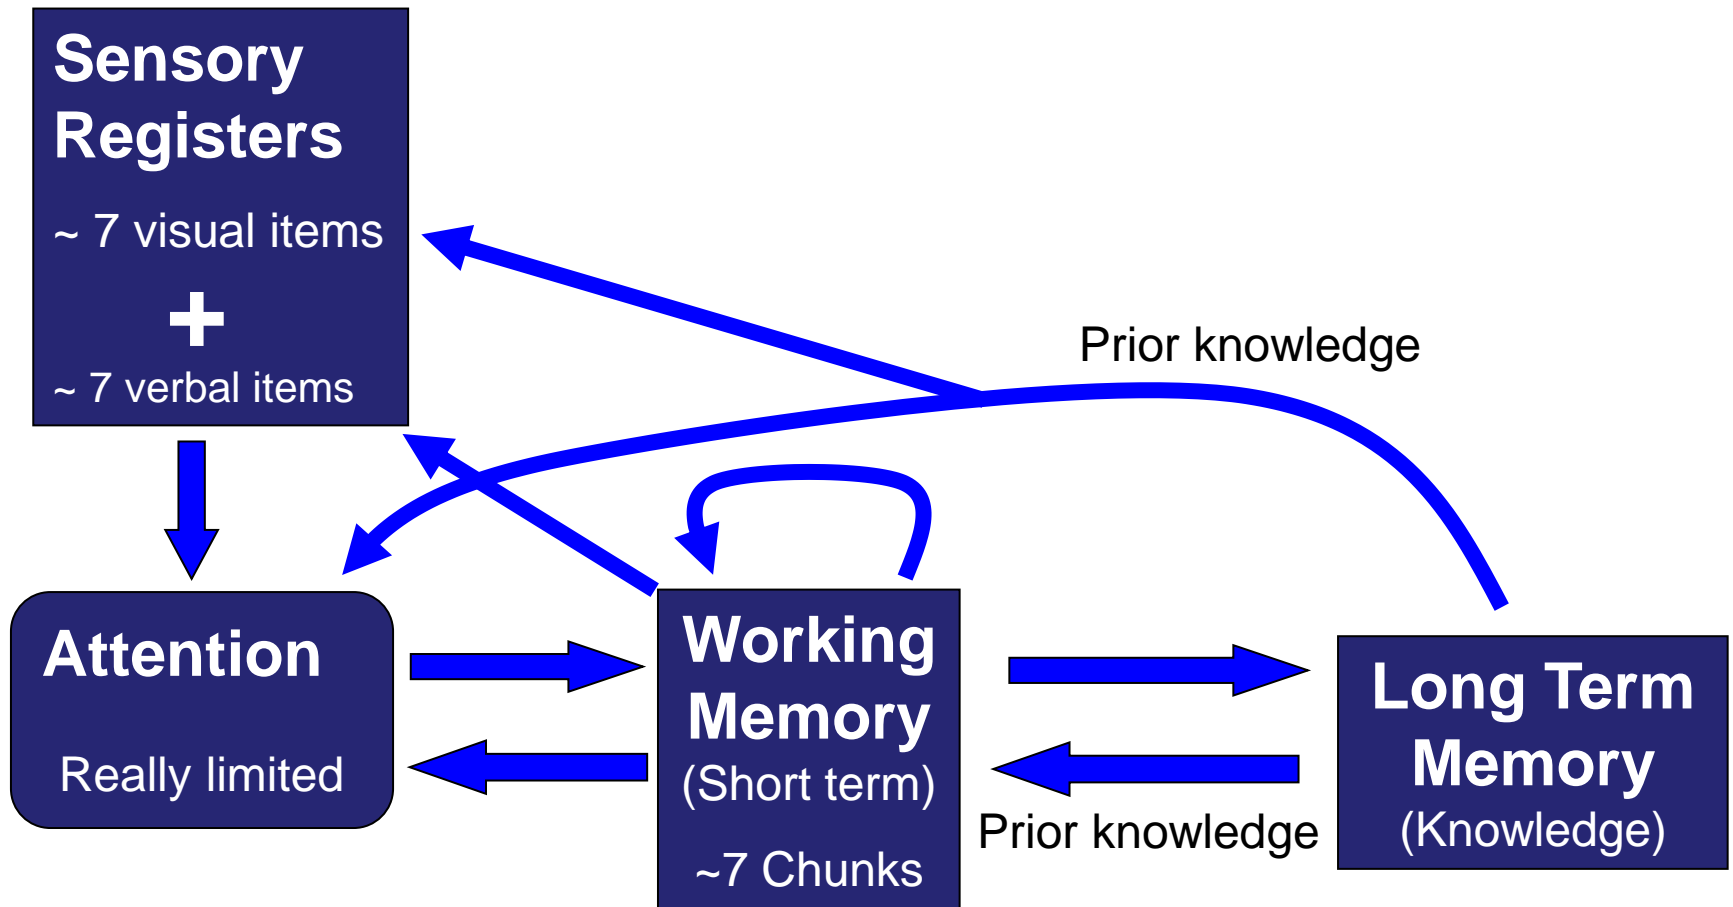 Sensory
Registers
~ 7 visual items
+
~ 7 verbal items
Prior knowledge
Attention
Really limited
Working
Memory
(Short term)
~7 Chunks
Prior knowledge
Long Term
Memory
(Knowledge)